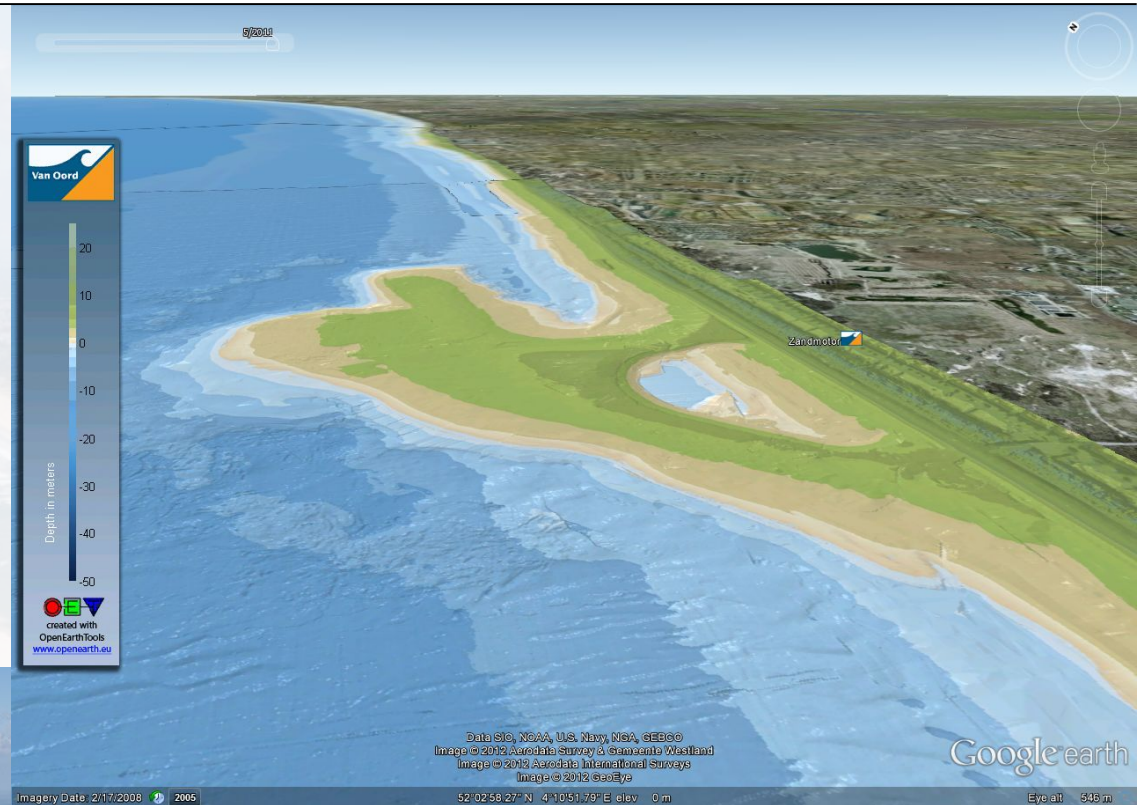 5/2011
N
Van Oord
20
10
0
-10
-20
-30
-40
-50
Depth in meters
Zandmotor
O E T
created with
OpenEarthTools
www.openearth.eu
Data SIO, NOAA, U.S. Navy, NGA, GEBCO
Image © 2012 Aerodata Survey & Gemeente Westland
Image © 2012 Aerodata International Surveys
Image © 2012 GeoEye
Google earth
Imagery Date: 2/17/2008 2005
52°02'58.27" N 4°10'51.79" E elev 0 m
Eye alt 546 m